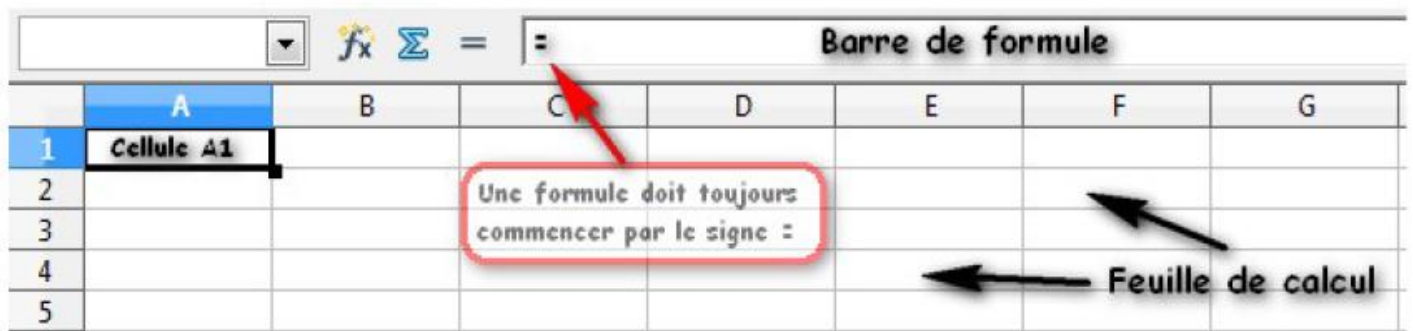 fx Σ = = Barre de formule
A B C D E F G
1 Cellule A1
2
3
4
5
Une formule doit toujours
commencer par le signe =
Feuille de calcul